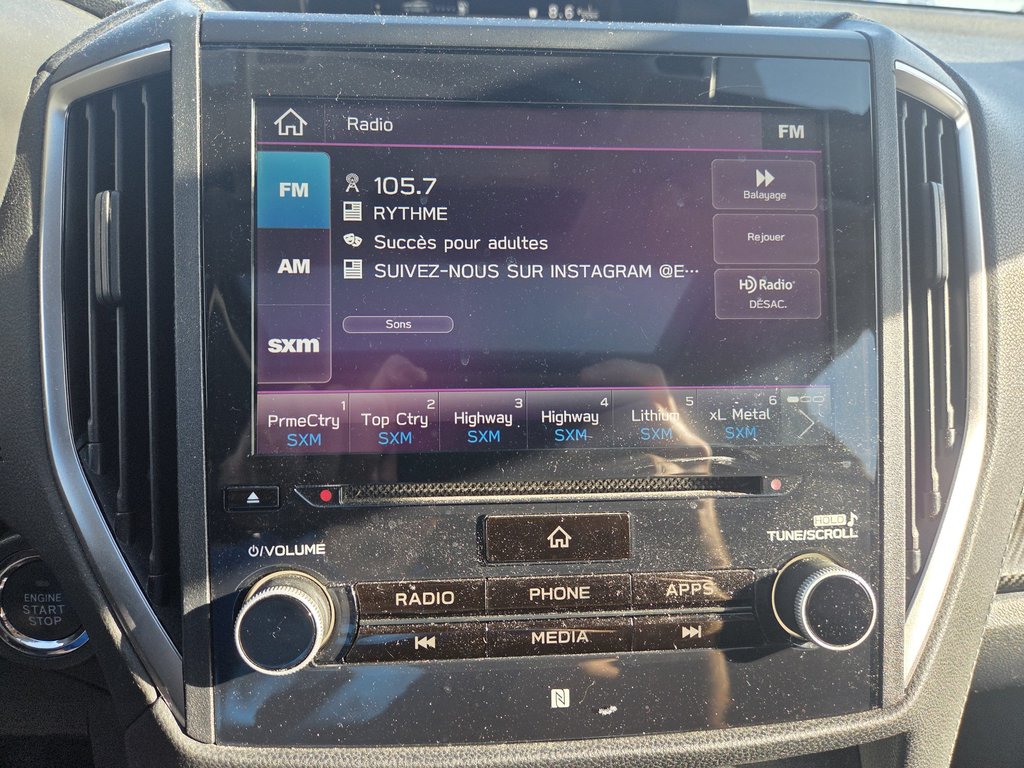 Radio
FM
FM
105.7
Balayage
RYTHME
Succès pour adultes
Rejouer
AM
SUIVEZ-NOUS SUR INSTAGRAM @E···
HD Radio
DÉSAC.
Sons
sxm
1
2
3
4
5
6
PrmeCtry
Top Ctry
Highway
Highway
Lithium
xL Metal
SXM
SXM
SXM
SXM
SXM
SXM
VOLUME
HOLD
TUNE/SCROLL
ENGINE
START
STOP
RADIO
PHONE
APPS
MEDIA
N